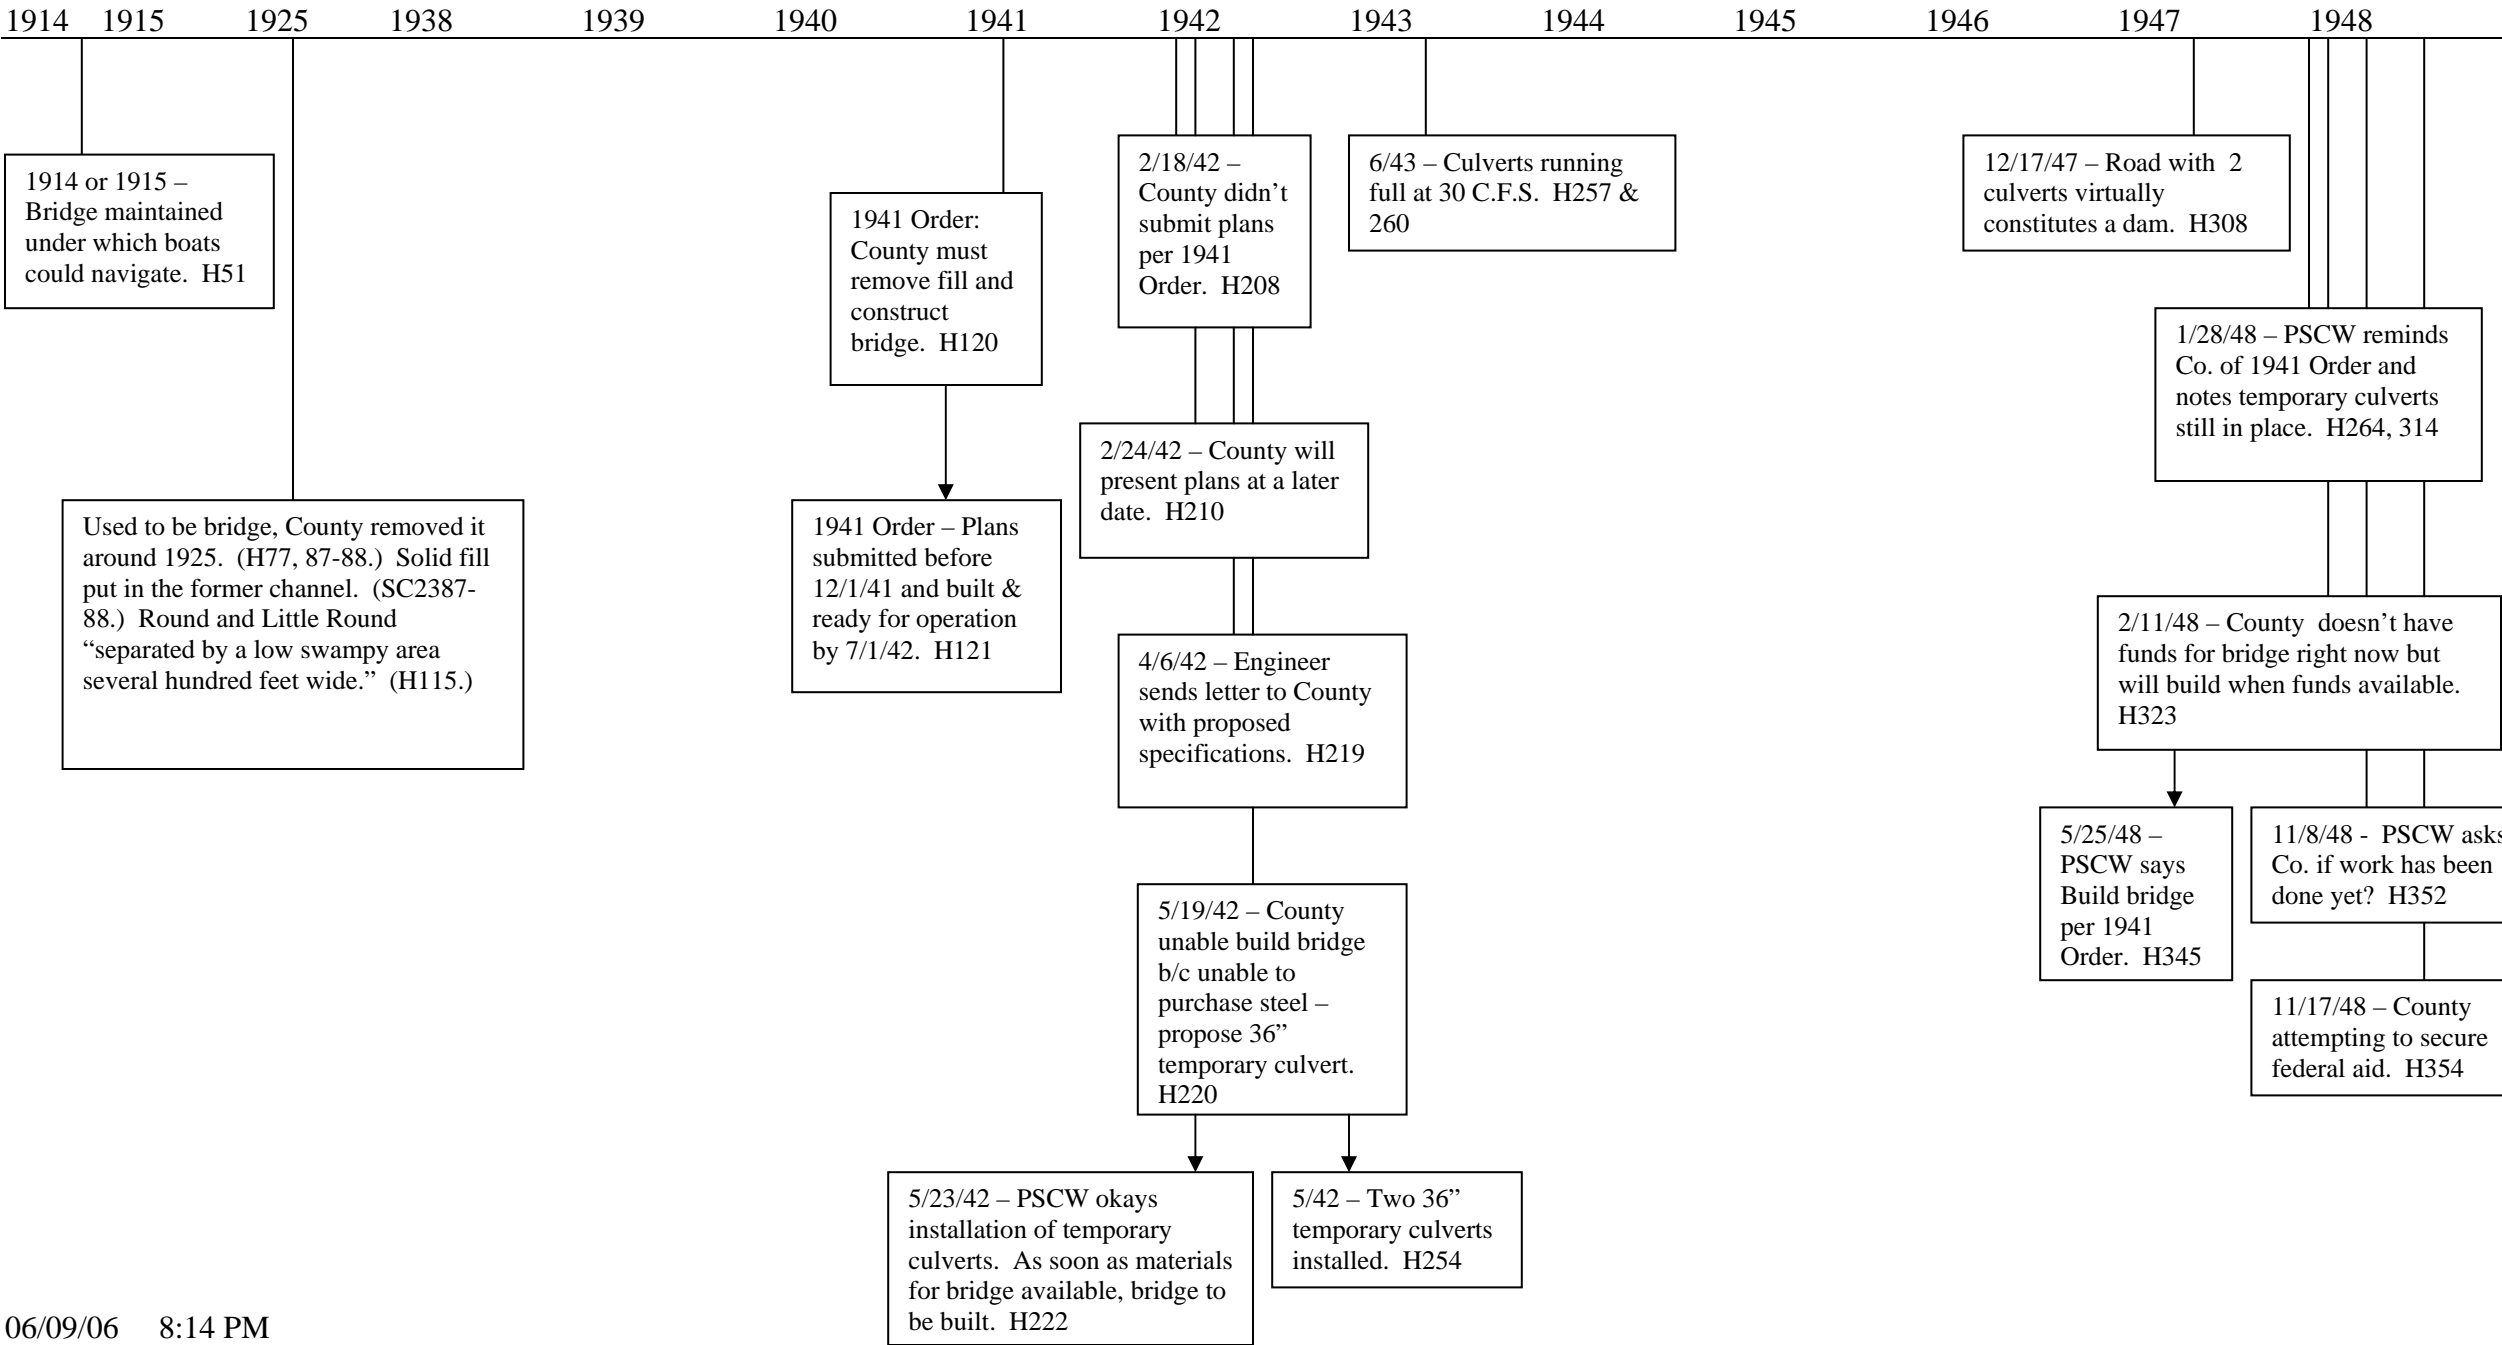 1914 1915 1925 1938 1939 1940 1941 1942 1943 1944 1945 1946 1947 1948
1914 or 1915 –
Bridge maintained
under which boats
could navigate.  H51
Used to be bridge, County removed it
around 1925.  (H77, 87-88.)  Solid fill
put in the former channel.  (SC2387-
88.)  Round and Little Round
“separated by a low swampy area
several hundred feet wide.”  (H115.)
1941 Order:
County must
remove fill and
construct
bridge.  H120
1941 Order – Plans
submitted before
12/1/41 and built &
ready for operation
by 7/1/42.  H121
2/18/42 –
County didn’t
submit plans
per 1941
Order.  H208
2/24/42 – County will
present plans at a later
date.  H210
4/6/42 – Engineer
sends letter to County
with proposed
specifications.  H219
5/19/42 – County
unable build bridge
b/c unable to
purchase steel –
propose 36”
temporary culvert.
H220
5/23/42 – PSCW okays
installation of temporary
culverts.  As soon as materials
for bridge available, bridge to
be built.  H222
5/42 – Two 36”
temporary culverts
installed.  H254
6/43 – Culverts running
full at 30 C.F.S.  H257 &
260
12/17/47 – Road with  2
culverts virtually
constitutes a dam.  H308
1/28/48 – PSCW reminds
Co. of 1941 Order and
notes temporary culverts
still in place.  H264, 314
2/11/48 – County  doesn’t have
funds for bridge right now but
will build when funds available.
H323
5/25/48 –
PSCW says
Build bridge
per 1941
Order.  H345
11/8/48 -  PSCW asks
Co. if work has been
done yet?  H352
11/17/48 – County
attempting to secure
federal aid.  H354
06/09/06    8:14 PM